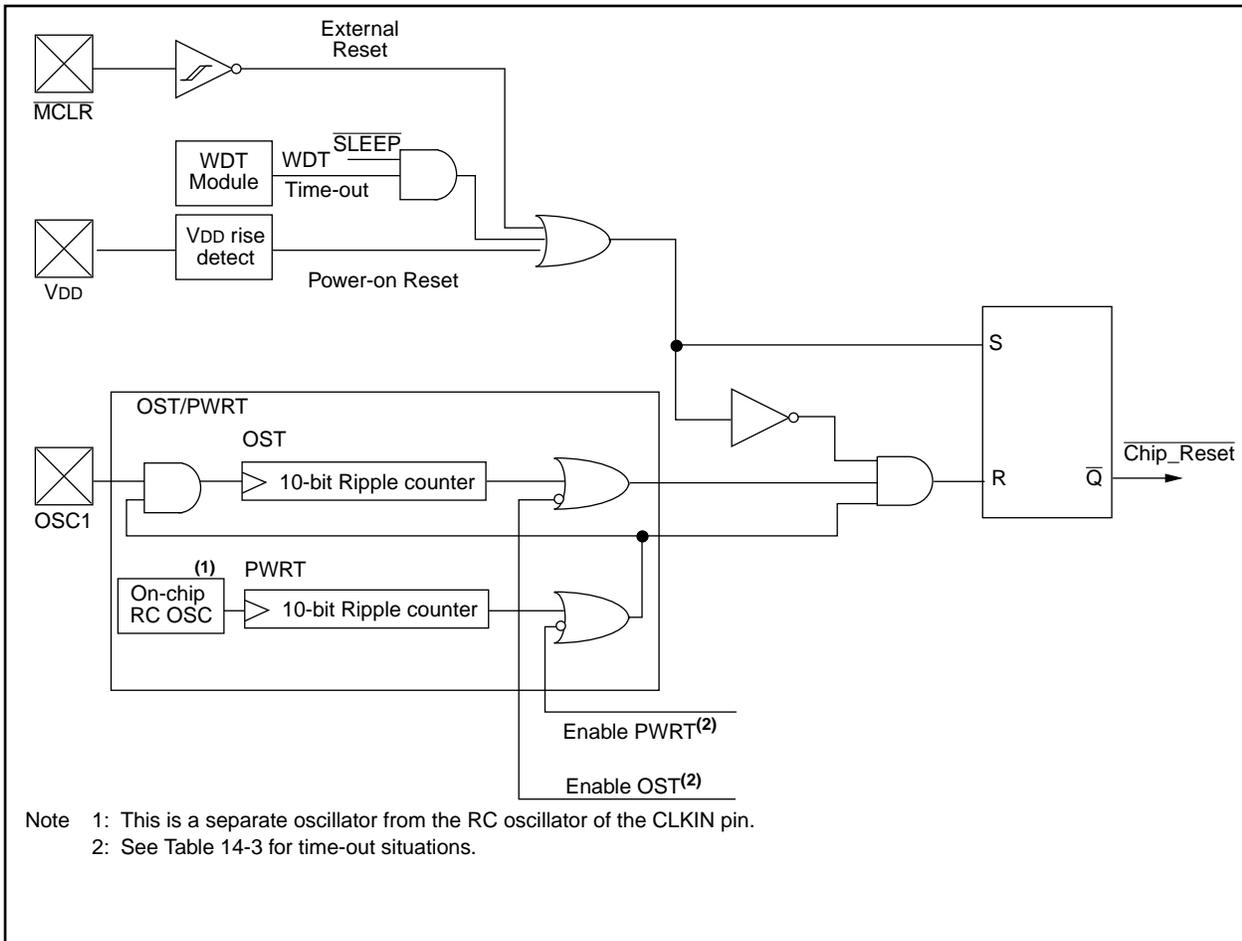 External
Reset
MCLR
SLEEP
WDT
Module
WDT
Time-out
VDD rise
detect
Power-on Reset
VDD
S
OST/PWRT
OST
10-bit Ripple counter
OSC1
R
Q
Chip_Reset
(1)
PWRT
On-chip
RC OSC
10-bit Ripple counter
Enable PWRT(2)
Enable OST(2)
Note 1: This is a separate oscillator from the RC oscillator of the CLKIN pin.
2: See Table 14-3 for time-out situations.